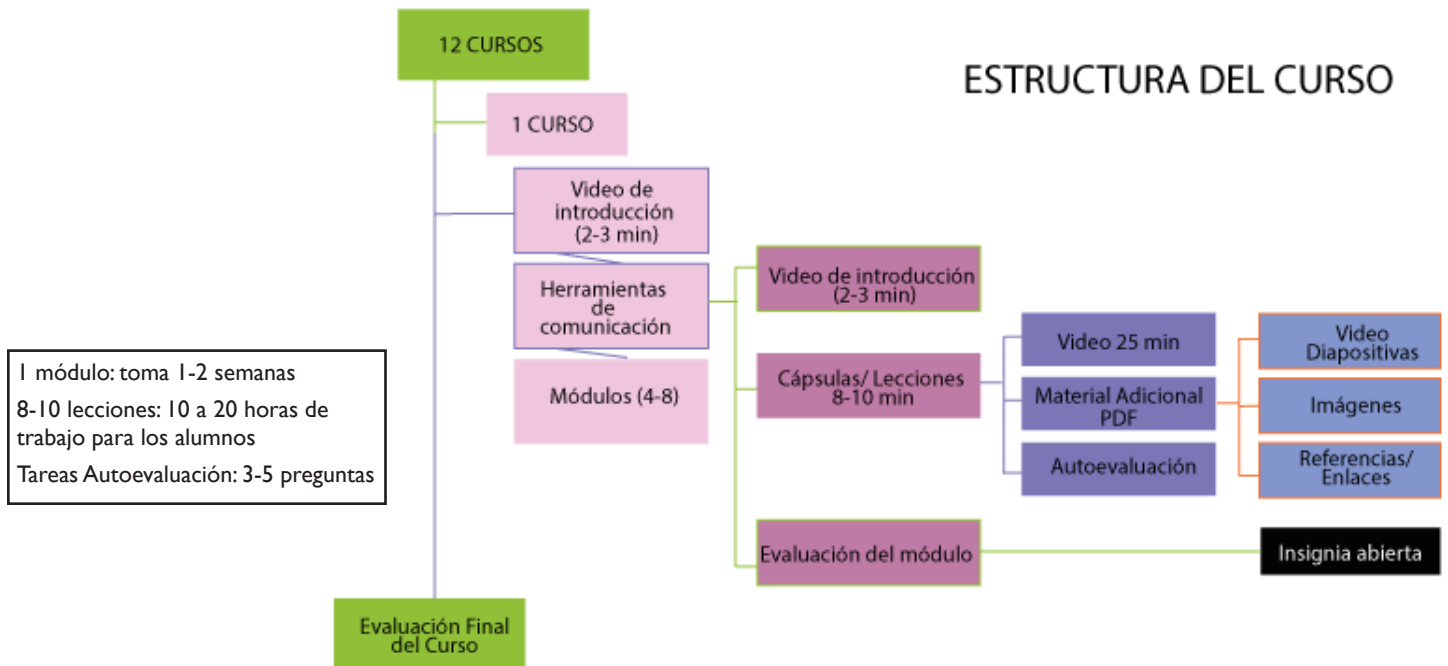 12 CURSOS
ESTRUCTURA DEL CURSO
1 CURSO
Video de
introducción
(2-3 min)
Herramientas
de
comunicación
Módulos (4-8)
Video de introducción
(2-3 min)
Cápsulas/ Lecciones
8-10 min
Evaluación del módulo
Video 25 min
Material Adicional
PDF
Autoevaluación
Video
Diapositivas
Imágenes
Referencias/
Enlaces
Insignia abierta
1 módulo: toma 1-2 semanas
8-10 lecciones: 10 a 20 horas de
trabajo para los alumnos
Tareas Autoevaluación: 3-5 preguntas
Evaluación Final
del Curso